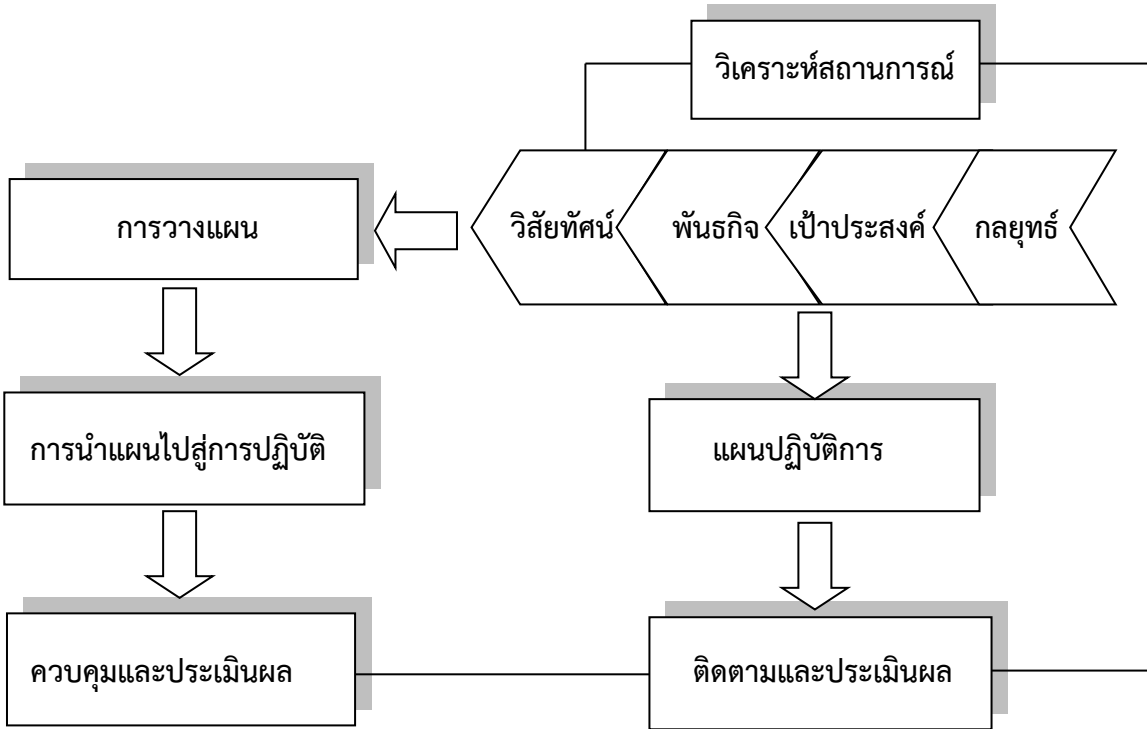 วิเคราะห์สถานการณ์
การวางแผน
วิสัยทัศน์
พันธกิจ
เป้าประสงค์
กลยุทธ์
การนำแผนไปสู่การปฏิบัติ
แผนปฏิบัติการ
ควบคุมและประเมินผล
ติดตามและประเมินผล